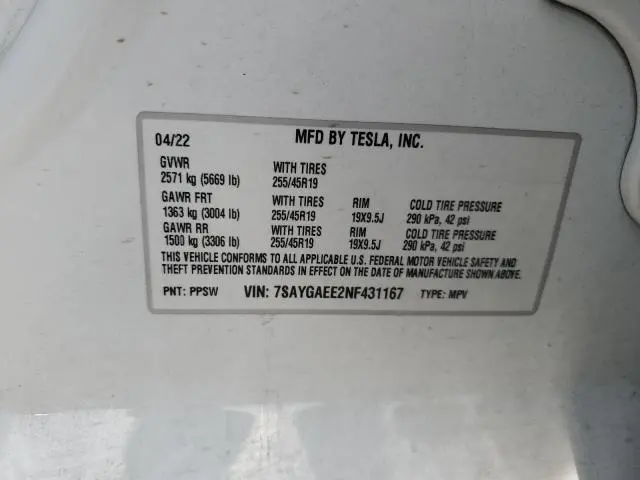 04/22 MFD BY TESLA, INC.
GVWR WITH TIRES
2571 kg (5669 lb) 255/45R19
GAWR FRT WITH TIRES RIM COLD TIRE PRESSURE
1363 kg (3004 lb) 255/45R19 19X9.5J 290 kPa, 42 psi
GAWR RR WITH TIRES RIM COLD TIRE PRESSURE
1500 kg (3306 lb) 255/45R19 19X9.5J 290 kPa, 42 psi
THIS VEHICLE CONFORMS TO ALL APPLICABLE U.S. FEDERAL MOTOR VEHICLE SAFETY AND
THEFT PREVENTION STANDARDS IN EFFECT ON THE DATE OF MANUFACTURE SHOWN ABOVE.
PNT: PPSW VIN: 7SAYGAEE2NF431167 TYPE: MPV